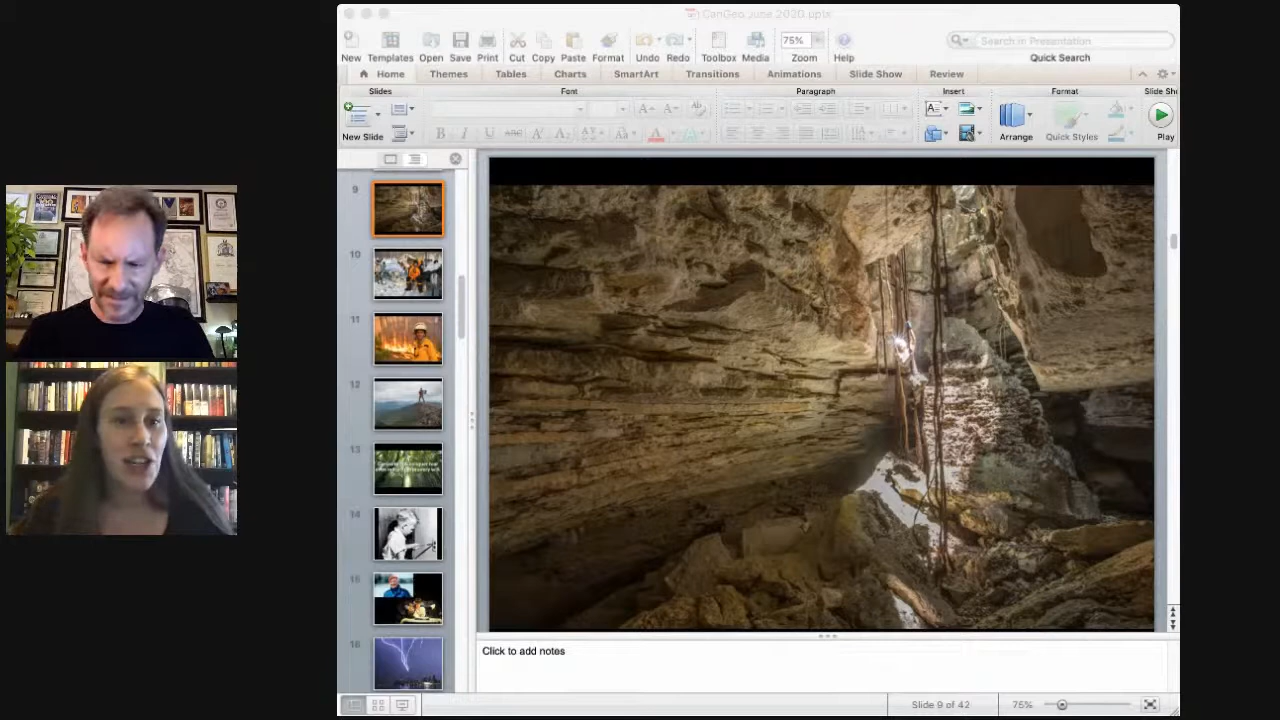 CanGeo June 2020.pptx
75%
Search in Presentation
New Templates Open Save Print Cut Copy Paste Format Undo Redo Toolbox Media Zoom Help Quick Search
Home Themes Tables Charts SmartArt Transitions Animations Slide Show Review
Slides Font Paragraph Insert Format Slide Sh
New Slide
B I U ABC A A
Arrange Quick Styles Play
9
10
11
12
13
14
15
16
Click to add notes
Slide 9 of 42 75%